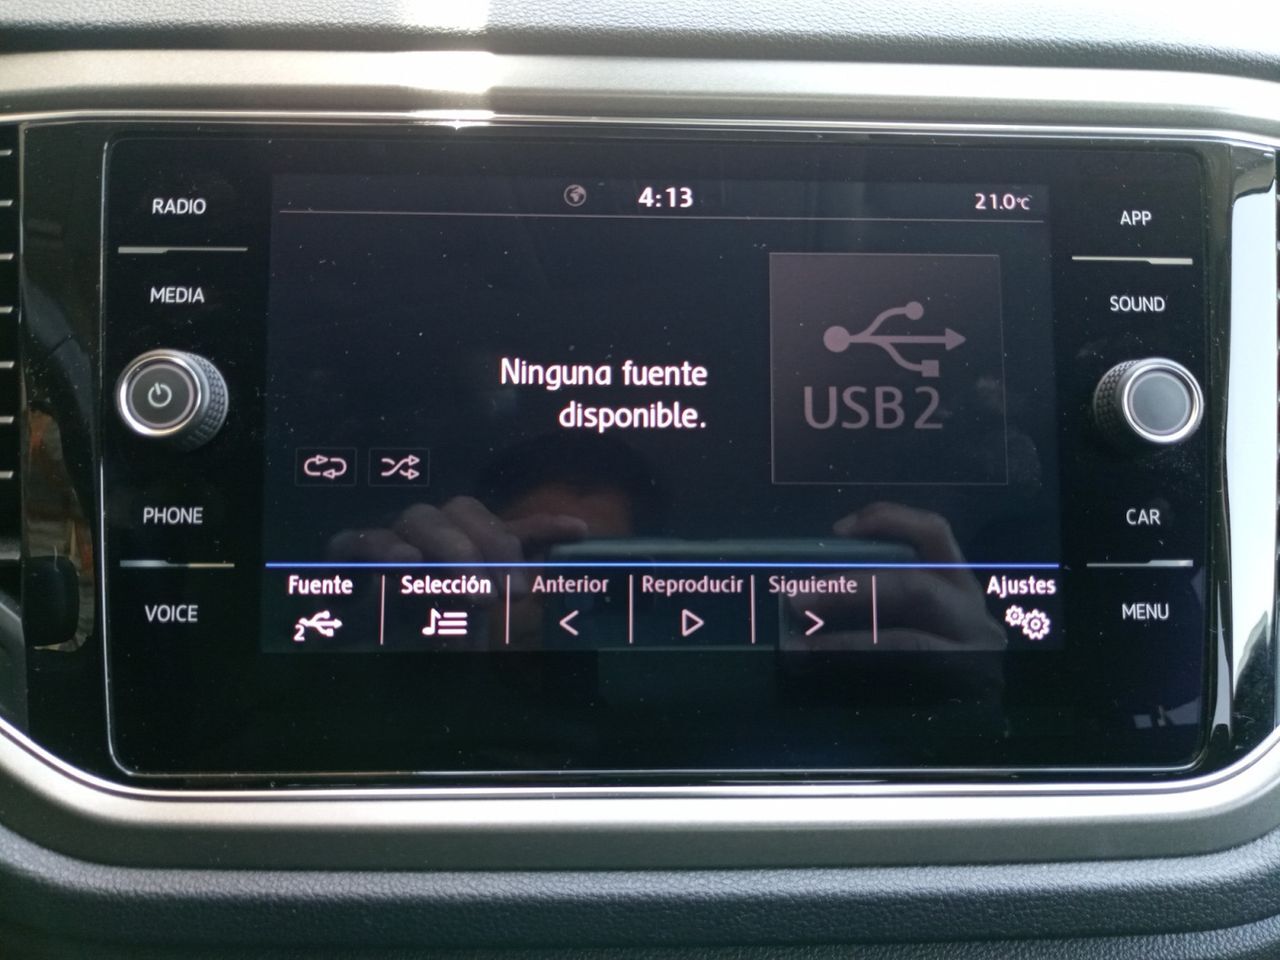 RADIO
MEDIA
PHONE
VOICE
4:13
21.0°C
Ninguna fuente
disponible.
USB2
Fuente
Selección
Anterior
Reproducir
Siguiente
Ajustes
2
APP
SOUND
CAR
MENU